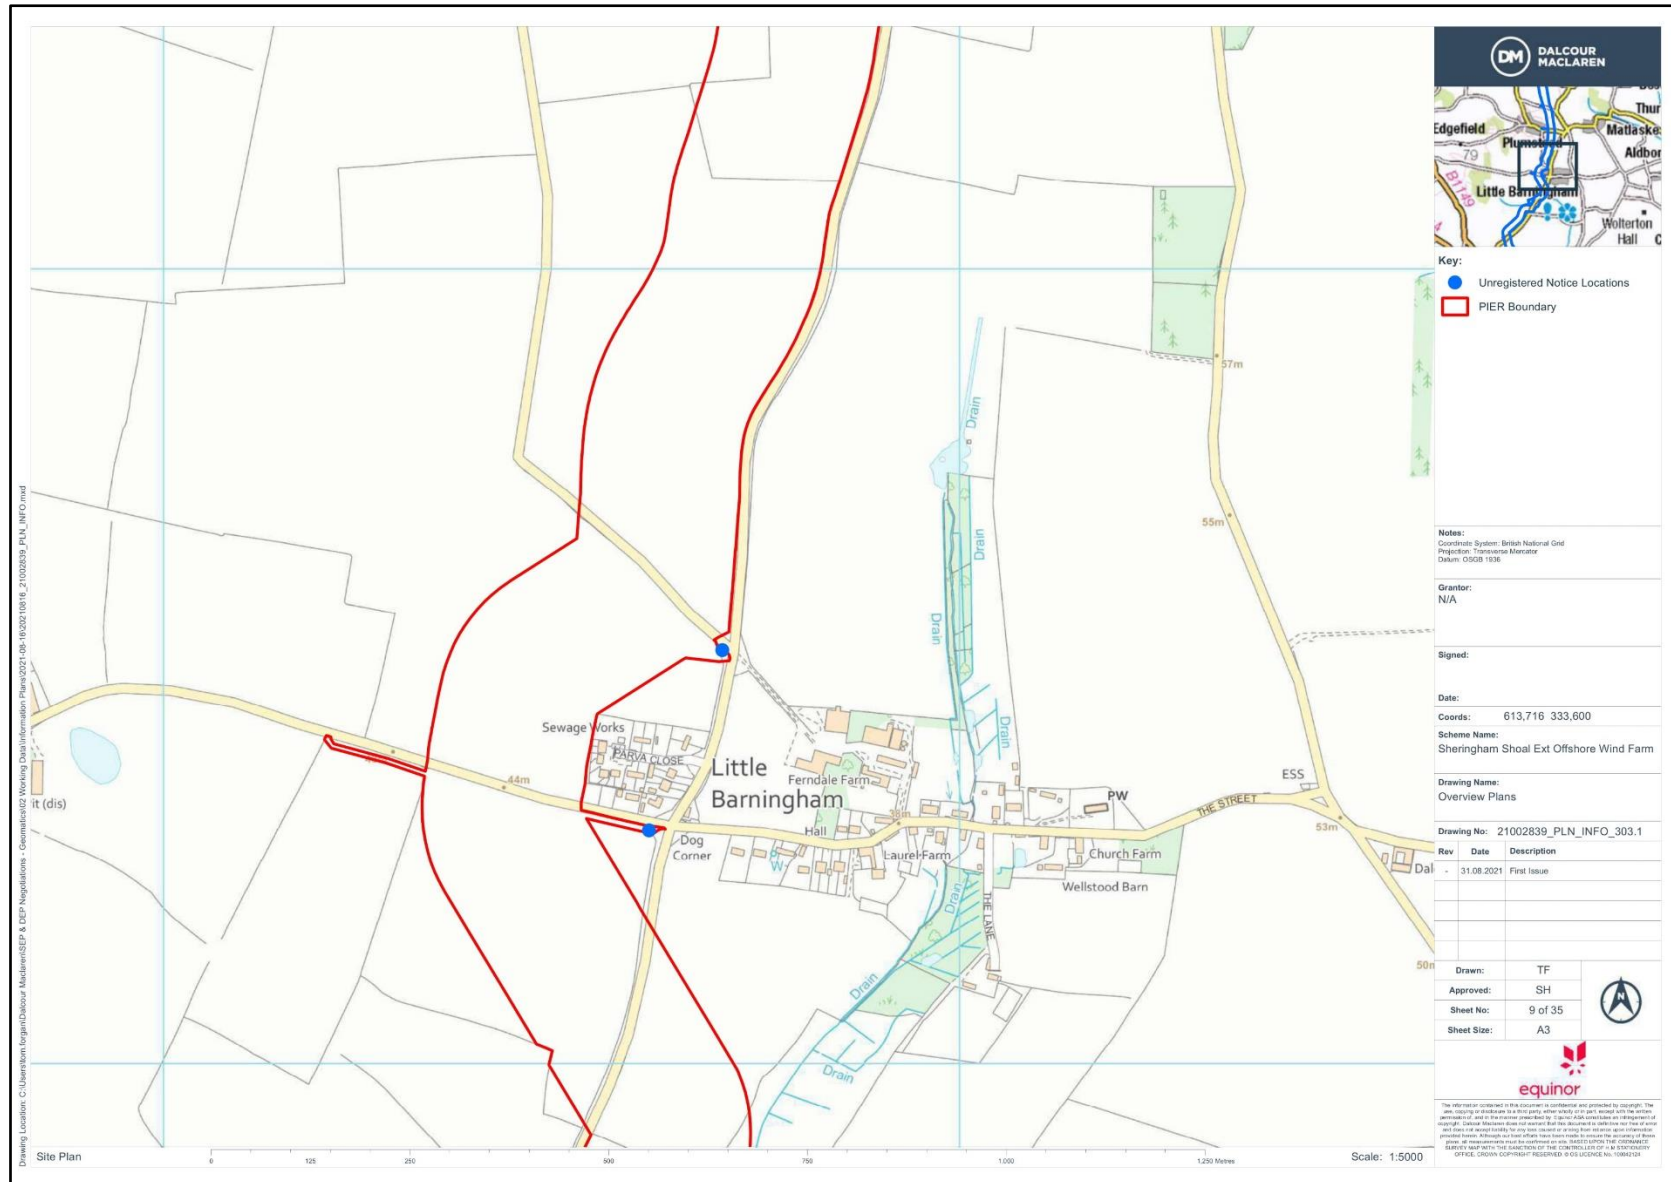 DM DALCOUR
MACLAREN
Thur
Edgefield
Matlaske
Plumstead
79
Aldbor
B1149
Little Barningham
Wolterton
Hall
Key:
Unregistered Notice Locations
PIER Boundary
57m
Drain
Drain
55m
Drain
Drain
Sewage Works
PARVA CLOSE
Little
Barningham
Ferndale Farm
44m
ESS
PW
THE STREET
38m
53m
Hall
Dog
Corner
Laurel Farm
Church Farm
W
Wellstood Barn
Drain
THE LANE
Dal
50m
Drain
Drain
it (dis)
Notes:
Coordinate System: British National Grid
Projection: Transverse Mercator
Datum: OSGB 1936
Grantor:
N/A
Signed:
Date:
Coords: 613,716 333,600
Scheme Name:
Sheringham Shoal Ext Offshore Wind Farm
Drawing Name:
Overview Plans
Drawing No: 21002839_PLN_INFO_303.1
Rev Date Description
- 31.08.2021 First Issue
Drawn: TF
Approved: SH
Sheet No: 9 of 35
Sheet Size: A3
N
equinor
Site Plan
0 125 250 500 750 1,000 1,250 Metres
Scale: 1:5000